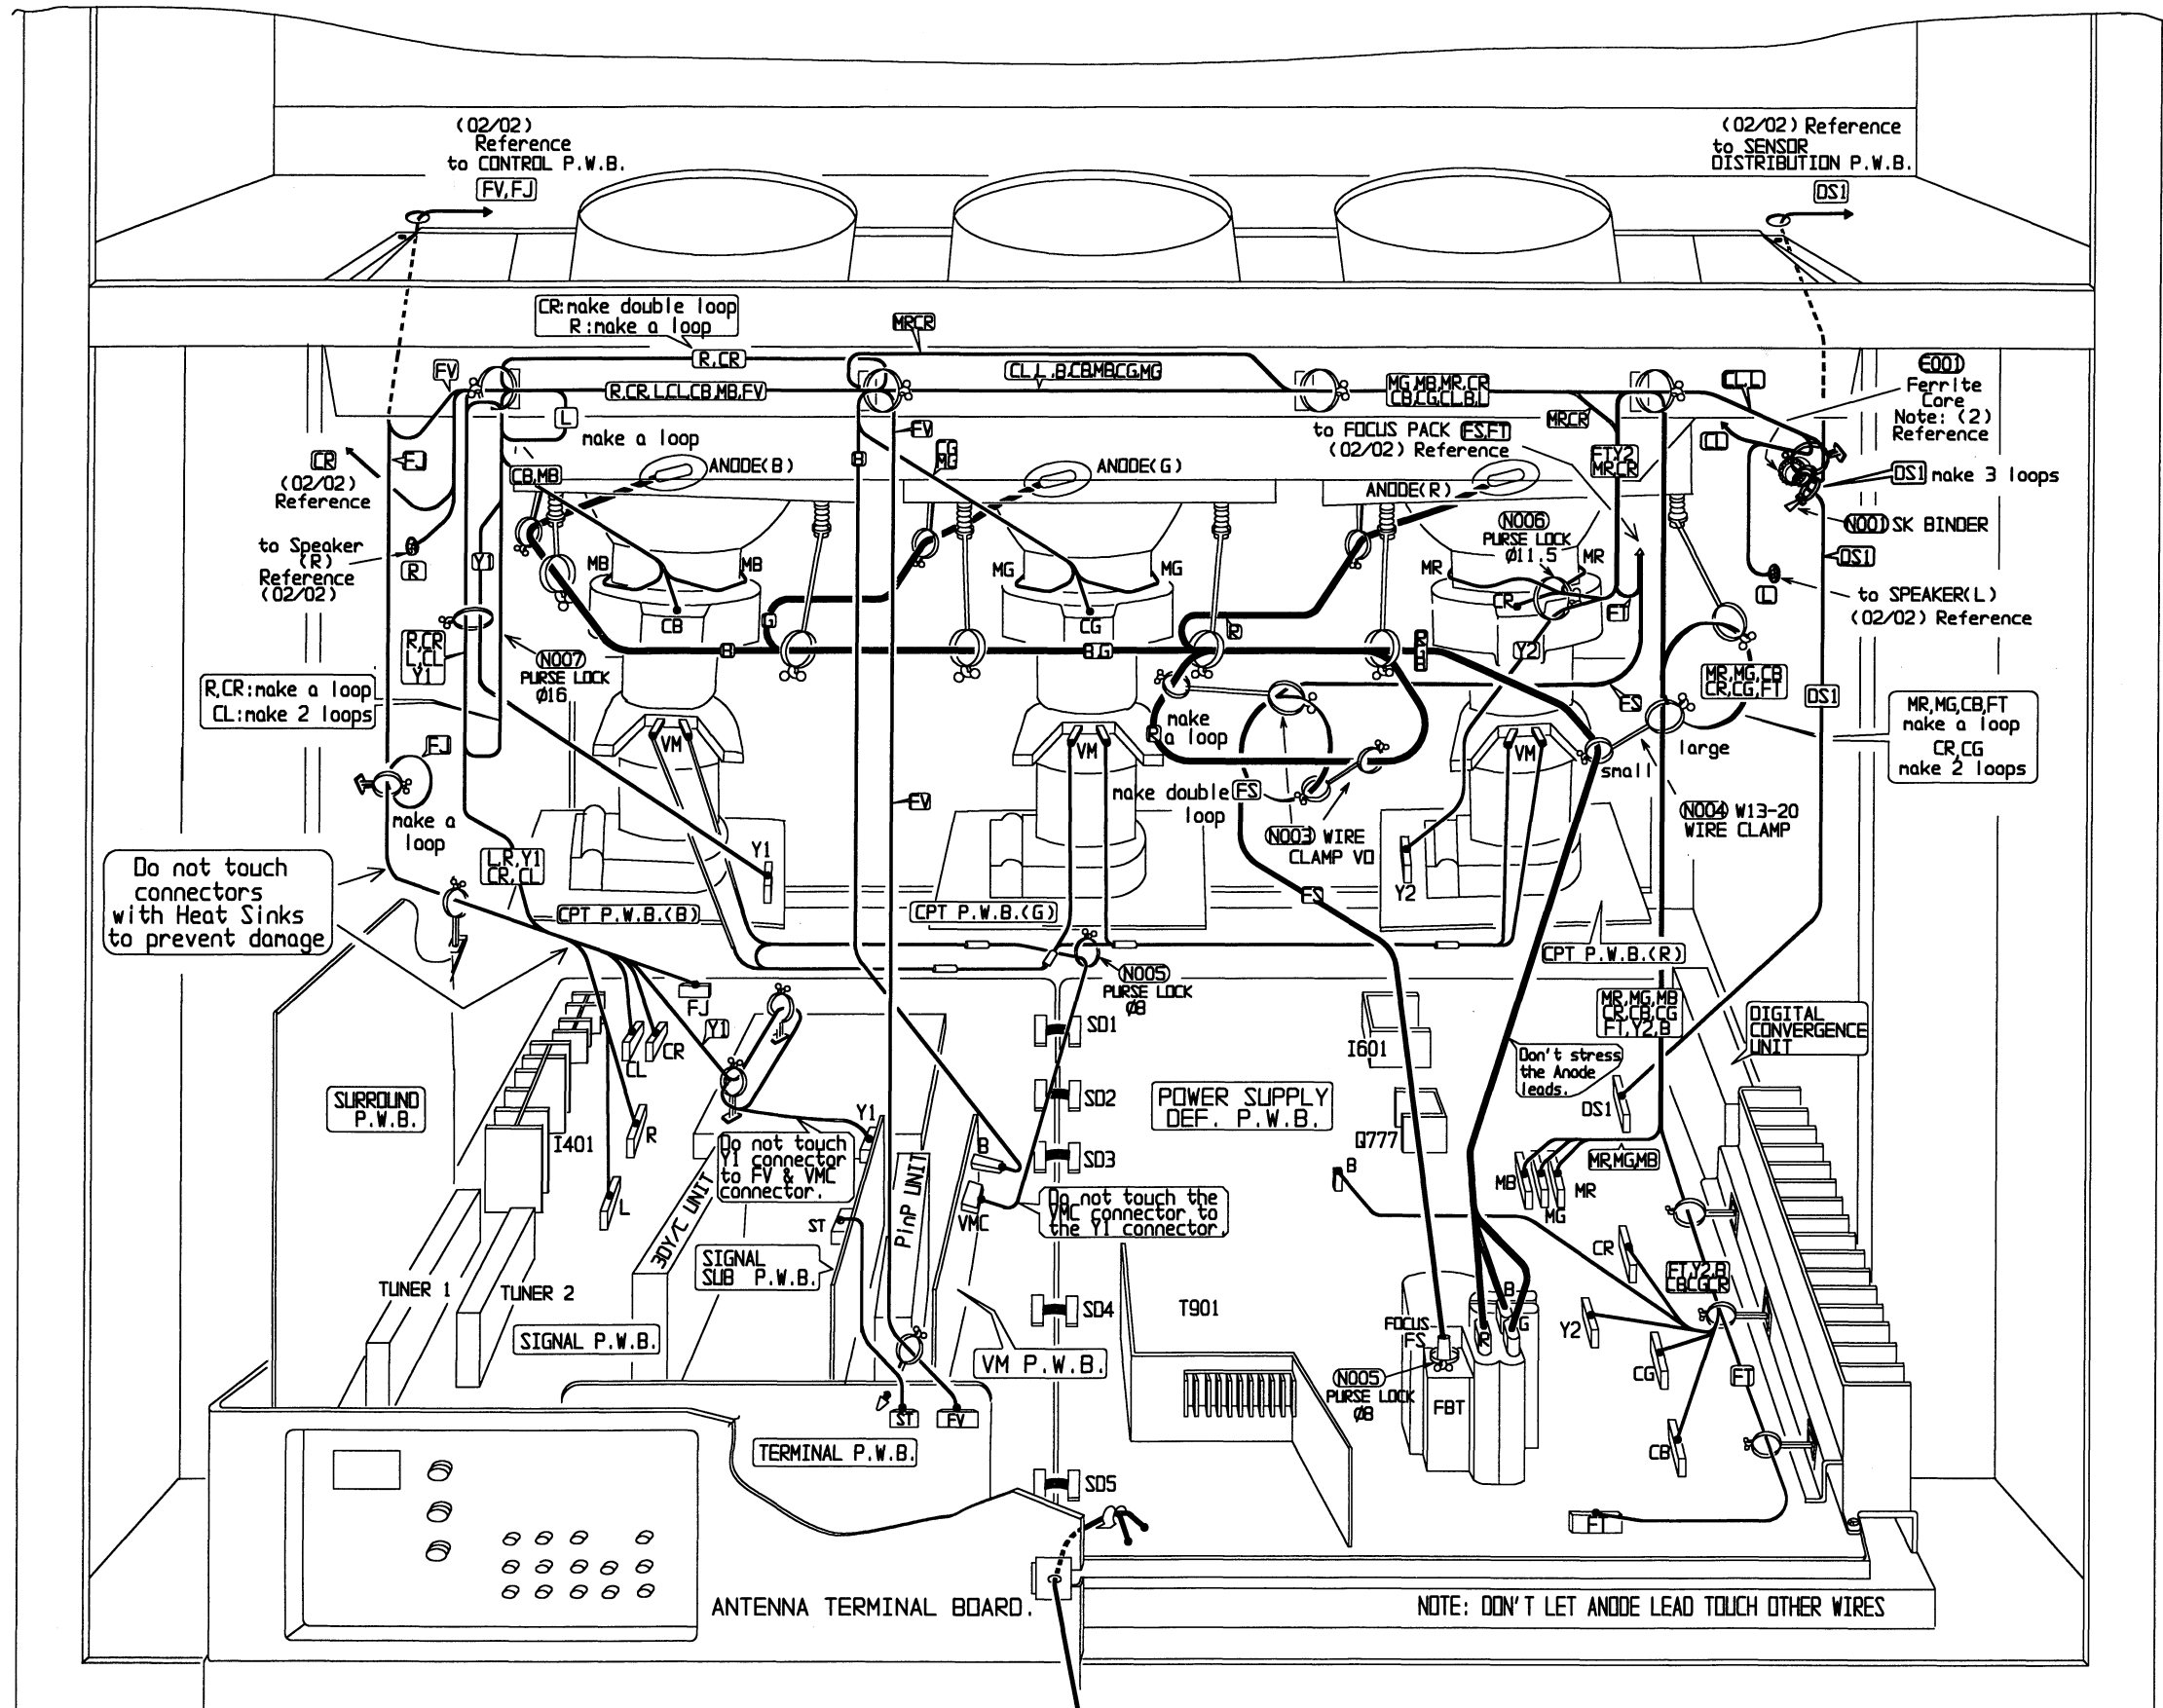 (02/02)
Reference
to CONTROL P.W.B.
FV,FJ
(02/02) Reference
to SENSOR
DISTRIBUTION P.W.B.
DS1
CR:make double loop
R:make a loop
MR,CR
R,CR
FV
R,CR,L,CL,CB,MB,FV
CL,L,B,CB,MB,CG,MG
MG,MB,MR,CR
CB,CG,CL,B,L
CL,L
E001
Ferrite
Core
Note: (2)
Reference
L
make a loop
FV
MR,CR
to FOCUS PACK FS,FT
(02/02) Reference
CL
FJ
CR
(02/02)
Reference
CB,MB
ANODE(B)
B
CG
MG
ANODE(G)
ANODE(R)
FT,Y2
MR,CR
DS1 make 3 loops
N001 SK BINDER
N006
PURSE LOCK
Ø11.5
to Speaker
(R)
Reference
(02/02)
R
Y1
MB
MB
MG
MG
MR
MR
DS1
L
to SPEAKER(L)
(02/02) Reference
CB
G
CG
CR
FT
R,CR
L,CL
Y1
N007
PURSE LOCK
Ø16
B
B,G
R
R
G
B
Y2
MR,MG,CB
CR,CG,FT
DS1
R,CR:make a loop
CL:make 2 loops
FS
MR,MG,CB,FT
make a loop
CR,CG
make 2 loops
make
a loop
R
FJ
VM
VM
VM
large
small
make double
loop
FS
make a
loop
FV
N003 WIRE
CLAMP VO
N004 W13-20
WIRE CLAMP
Do not touch
connectors
with Heat Sinks
to prevent damage
L,R,Y1
CR,CL
Y1
Y2
FS
CPT P.W.B.(B)
CPT P.W.B.(G)
CPT P.W.B.(R)
N005
PURSE LOCK
Ø8
FJ
Y1
CL
CR
SD1
I601
MR,MG,MB
CR,CB,CG
FT,Y2,B
DIGITAL
CONVERGENCE
UNIT
Don't stress
the Anode
leads.
SURROUND
P.W.B.
I401
R
Y1
SD2
POWER SUPPLY
DEF. P.W.B.
Q777
DS1
Do not touch
Y1 connector
to FV & VMC
connector.
B
SD3
B
MR,MG,MB
MB
MR
MG
L
ST
VMC
Do not touch the
VMC connector to
the Y1 connector.
3DY/C UNIT
PinP UNIT
SIGNAL
SUB P.W.B.
CR
FT,Y2,B
CB,CG,CR
TUNER 1
TUNER 2
SD4
T901
B
FOCUS
FS
R
G
Y2
SIGNAL P.W.B.
VM P.W.B.
N005
PURSE LOCK
Ø8
FBT
CG
FT
ST
FV
TERMINAL P.W.B.
CB
SD5
FT
ANTENNA TERMINAL BOARD.
NOTE: DON'T LET ANODE LEAD TOUCH OTHER WIRES